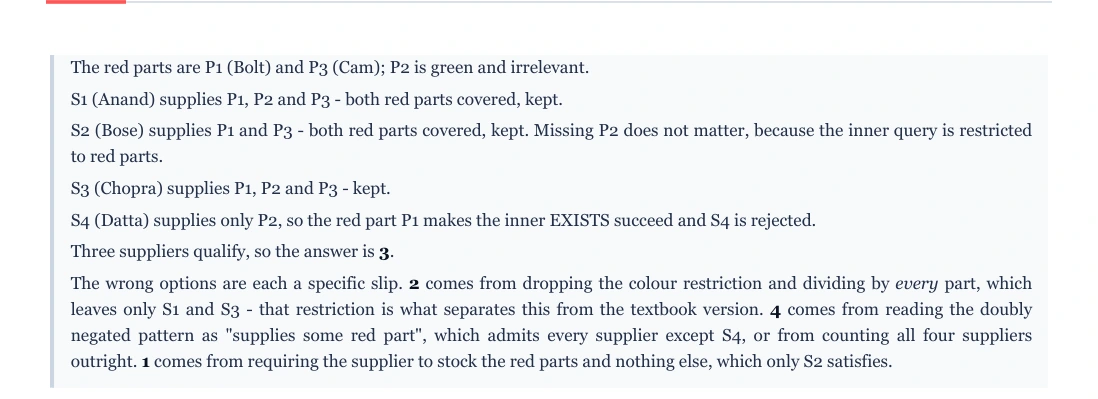 The red parts are P1 (Bolt) and P3 (Cam); P2 is green and irrelevant.
S1 (Anand) supplies P1, P2 and P3 - both red parts covered, kept.
S2 (Bose) supplies P1 and P3 - both red parts covered, kept. Missing P2 does not matter, because the inner query is restricted
to red parts.
S3 (Chopra) supplies P1, P2 and P3 - kept.
S4 (Datta) supplies only P2, so the red part P1 makes the inner EXISTS succeed and S4 is rejected.
Three suppliers qualify, so the answer is 3.
The wrong options are each a specific slip. 2 comes from dropping the colour restriction and dividing by every part, which
leaves only S1 and S3 - that restriction is what separates this from the textbook version. 4 comes from reading the doubly
negated pattern as "supplies some red part", which admits every supplier except S4, or from counting all four suppliers
outright. 1 comes from requiring the supplier to stock the red parts and nothing else, which only S2 satisfies.